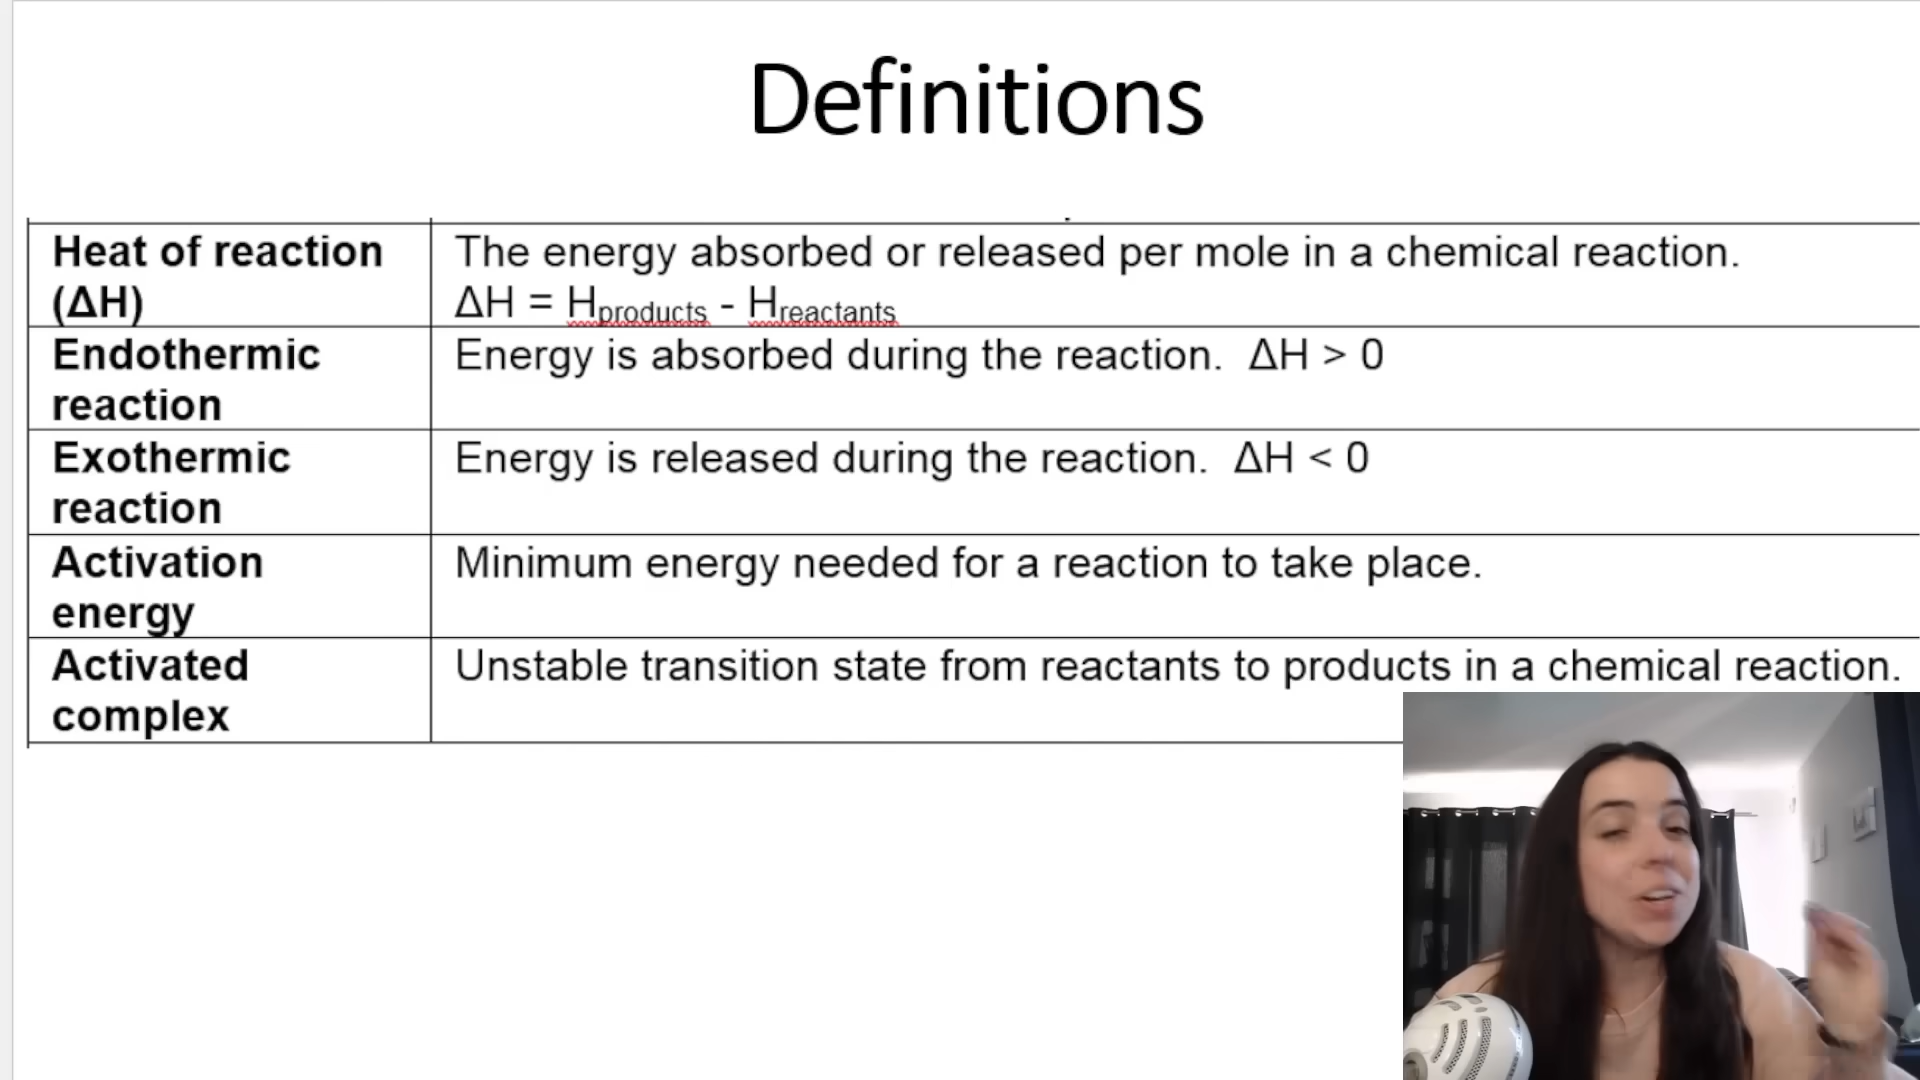 Definitions
Heat of reaction
(ΔH)
The energy absorbed or released per mole in a chemical reaction.
ΔH = Hproducts - Hreactants
Endothermic
reaction
Energy is absorbed during the reaction. ΔH > 0
Exothermic
reaction
Energy is released during the reaction. ΔH < 0
Activation
energy
Minimum energy needed for a reaction to take place.
Activated
complex
Unstable transition state from reactants to products in a chemical reaction.